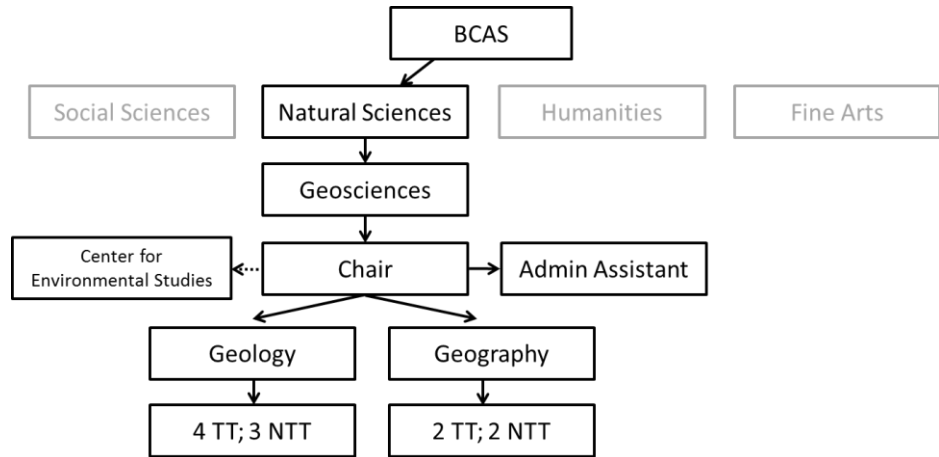 BCAS
Social Sciences
Natural Sciences
Humanities
Fine Arts
Geosciences
Center for
Environmental Studies
Chair
Admin Assistant
Geology
Geography
4 TT; 3 NTT
2 TT; 2 NTT